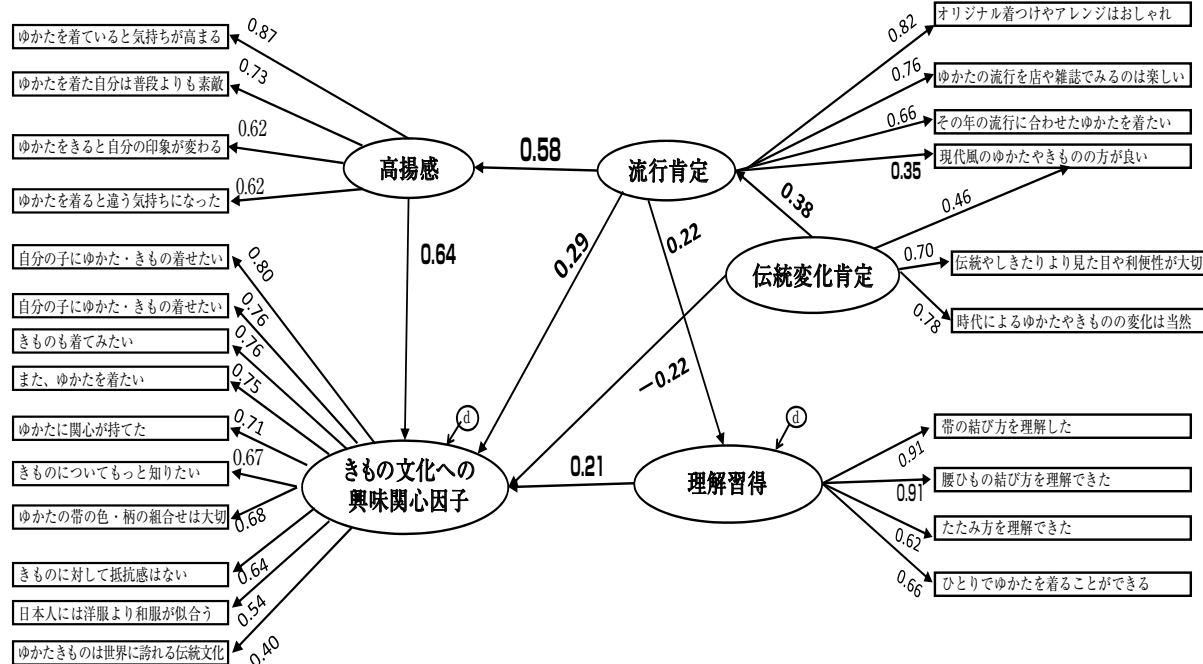 ゆかたを着ていると気持ちが高まる
ゆかたを着た自分は普段よりも素敵
ゆかたをきると自分の印象が変わる
ゆかたを着ると違う気持ちになった
0.87
0.73
0.62
0.62
高揚感
0.58
流行肯定
0.82
0.76
0.66
0.35
オリジナル着つけやアレンジはおしゃれ
ゆかたの流行を店や雑誌でみるのは楽しい
その年の流行に合わせたゆかたを着たい
現代風のゆかたやきものの方が良い
0.38
0.46
0.70
0.78
伝統変化肯定
伝統やしきたりより見た目や利便性が大切
時代によるゆかたやきものの変化は当然
0.64
0.29
0.22
－0.22
自分の子にゆかた・きもの着せたい
自分の子にゆかた・きもの着せたい
きものも着てみたい
また、ゆかたを着たい
ゆかたに関心が持てた
きものについてもっと知りたい
ゆかたの帯の色・柄の組合せは大切
きものに対して抵抗感はない
日本人には洋服より和服が似合う
ゆかたきものは世界に誇れる伝統文化
0.80
0.76
0.76
0.75
0.71
0.67
0.68
0.64
0.54
0.40
d
きもの文化への
興味関心因子
0.21
d
理解習得
0.91
0.91
0.62
0.66
帯の結び方を理解した
腰ひもの結び方を理解できた
たたみ方を理解できた
ひとりでゆかたを着ることができる